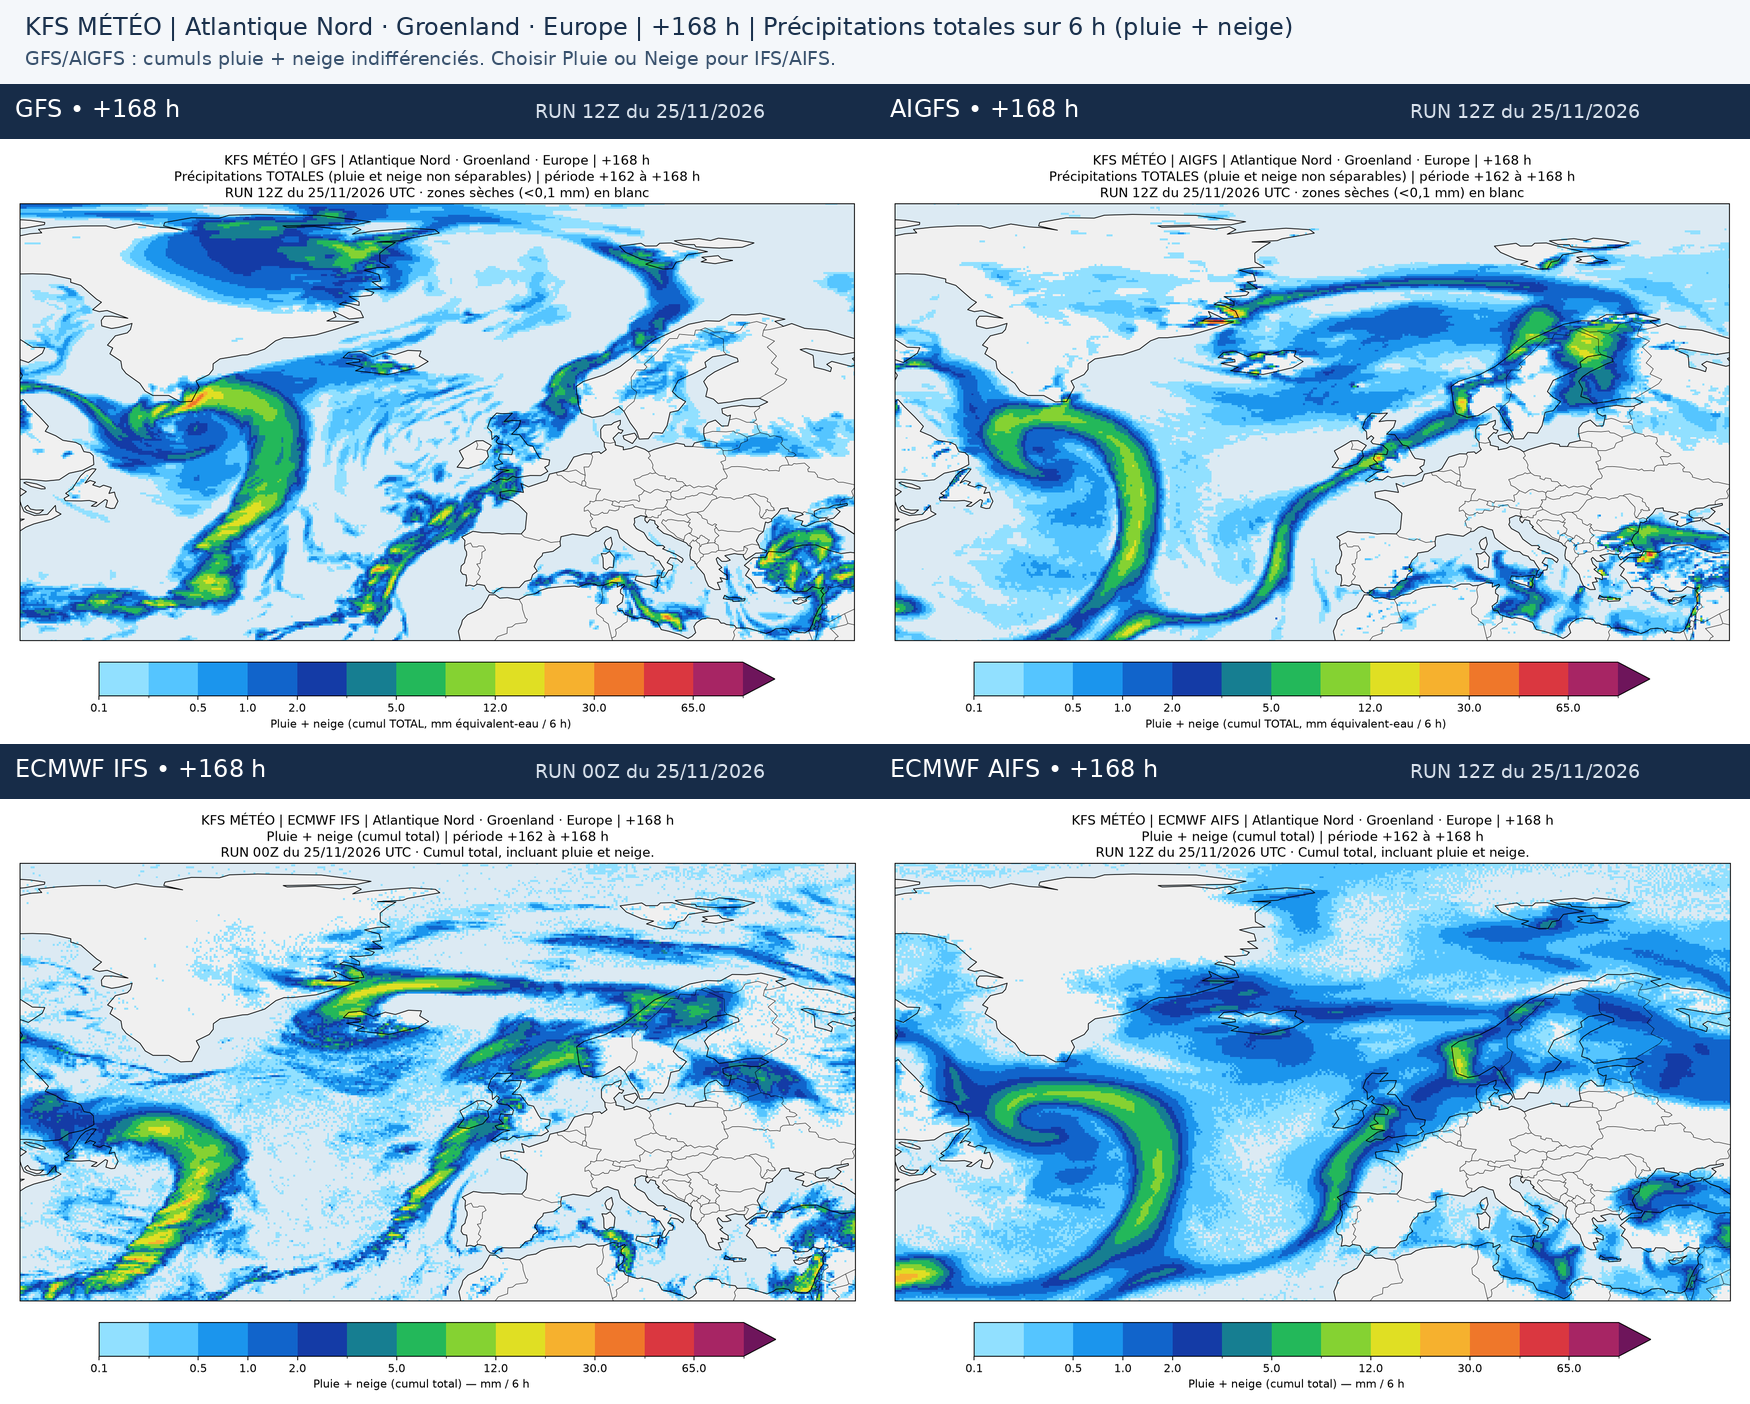 KFS MÉTÉO | Atlantique Nord · Groenland · Europe | +168 h | Précipitations totales sur 6 h (pluie + neige)
GFS/AIGFS : cumuls pluie + neige indifférenciés. Choisir Pluie ou Neige pour IFS/AIFS.
GFS • +168 h
RUN 12Z du 25/11/2026
AIGFS • +168 h
RUN 12Z du 25/11/2026
KFS MÉTÉO | GFS | Atlantique Nord · Groenland · Europe | +168 h
Précipitations TOTALES (pluie et neige non séparables) | période +162 à +168 h
RUN 12Z du 25/11/2026 UTC · zones sèches (<0,1 mm) en blanc
KFS MÉTÉO | AIGFS | Atlantique Nord · Groenland · Europe | +168 h
Précipitations TOTALES (pluie et neige non séparables) | période +162 à +168 h
RUN 12Z du 25/11/2026 UTC · zones sèches (<0,1 mm) en blanc
0.1 0.5 1.0 2.0 5.0 12.0 30.0 65.0
Pluie + neige (cumul TOTAL, mm équivalent-eau / 6 h)
0.1 0.5 1.0 2.0 5.0 12.0 30.0 65.0
Pluie + neige (cumul TOTAL, mm équivalent-eau / 6 h)
ECMWF IFS • +168 h
RUN 00Z du 25/11/2026
ECMWF AIFS • +168 h
RUN 12Z du 25/11/2026
KFS MÉTÉO | ECMWF IFS | Atlantique Nord · Groenland · Europe | +168 h
Pluie + neige (cumul total) | période +162 à +168 h
RUN 00Z du 25/11/2026 UTC · Cumul total, incluant pluie et neige.
KFS MÉTÉO | ECMWF AIFS | Atlantique Nord · Groenland · Europe | +168 h
Pluie + neige (cumul total) | période +162 à +168 h
RUN 12Z du 25/11/2026 UTC · Cumul total, incluant pluie et neige.
0.1 0.5 1.0 2.0 5.0 12.0 30.0 65.0
Pluie + neige (cumul total) — mm / 6 h
0.1 0.5 1.0 2.0 5.0 12.0 30.0 65.0
Pluie + neige (cumul total) — mm / 6 h